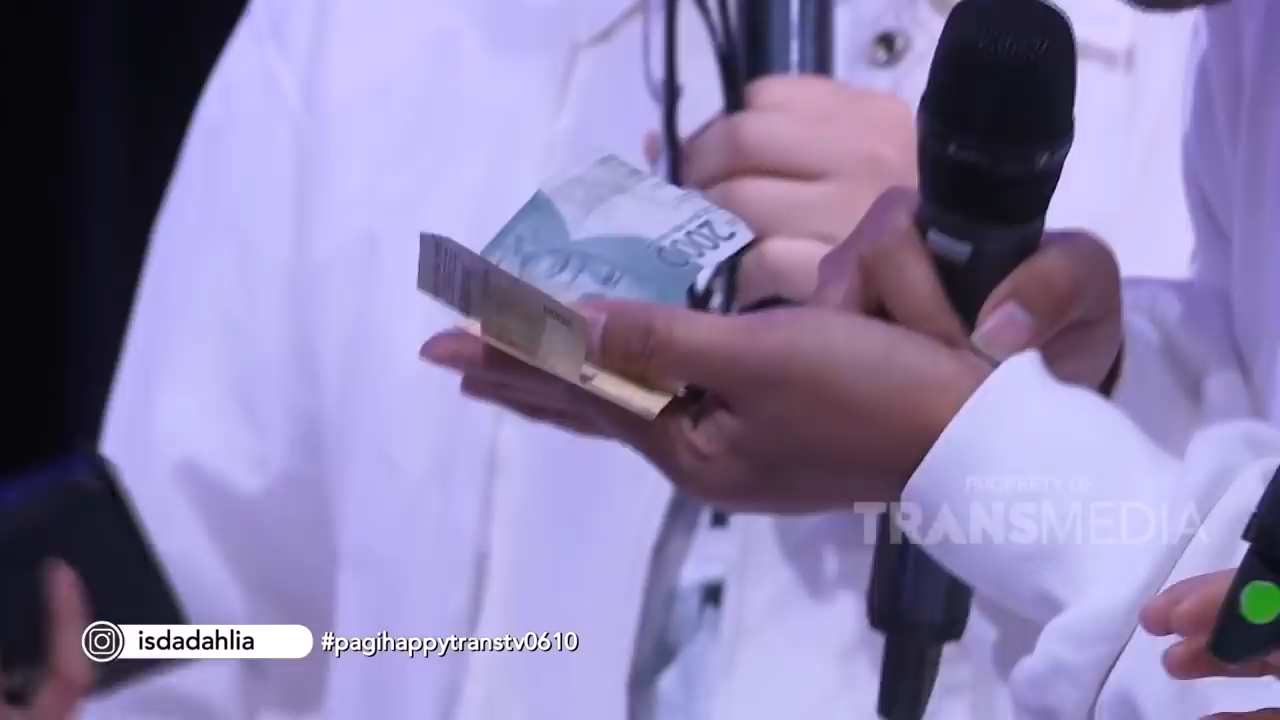 2000
PROPERTY OF
TRANSMEDIA
isdadahlia
#pagihappytranstv0610